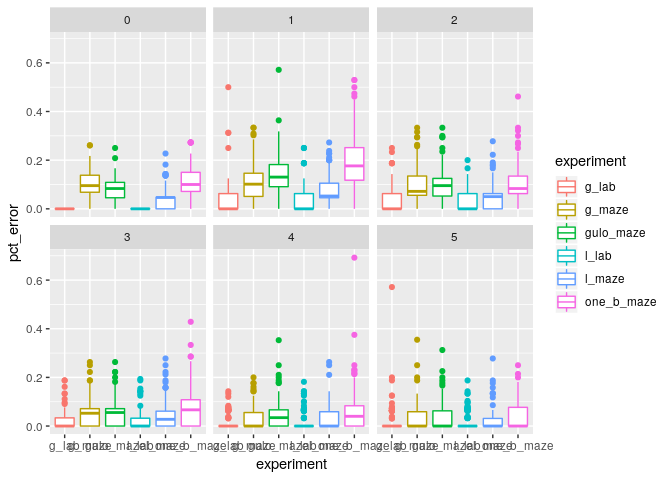 0 1 2
0.6
0.4
0.2
0.0
pct_error
3 4 5
0.6
0.4
0.2
0.0
experiment
experiment
g_lab
g_maze
gulo_maze
l_lab
l_maze
one_b_maze